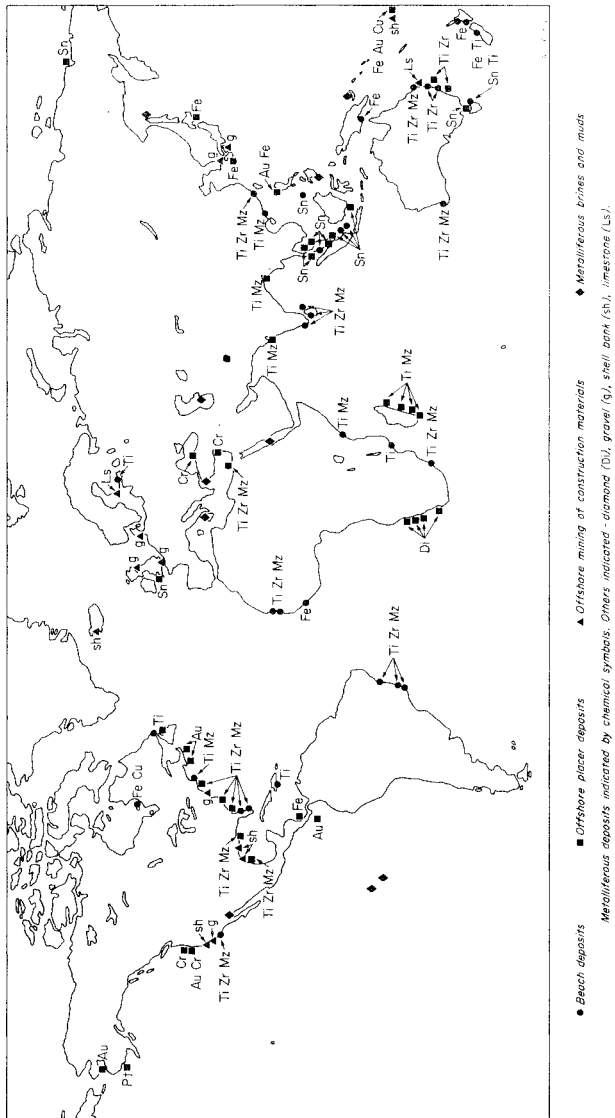 Sn
sh
Au
Ls
Ti
Pt
Fe Cu
g
g
g
Sn
Ti
Cr
Cr
Au
Au Cr
Fe
sh
g
Ti Mz
g
Cr
g
g
Fe
Ti Zr Mz
Ti Zr Mz
Ti Zr Mz
sh
Ti Zr Mz
Ti Zr Mz
Ti Mz
Ti Mz
Au Fe
Ti Zr Mz
Ti Mz
Ti Zr Mz
Ti
Fe
Sn
Sn
Sn
Fe
Au
Ti Zr Mz
Sn
Ti Mz
Fe
Fe Au Cu
sh
Ti Zr Mz
Ti
Ti Mz
Ls
Ti Zr Mz
Di
Ti Zr Mz
Ti Zr
Ti Zr
Ti Zr Mz
Sn
Sn Ti
Fe
Fe Ti
● Beach deposits ■ Offshore placer deposits ▲ Offshore mining of construction materials ◆ Metalliferous brines and muds
Metalliferous deposits indicated by chemical symbols. Others indicated - diamond (Di), gravel (g), shell bank (sh), limestone (Ls).